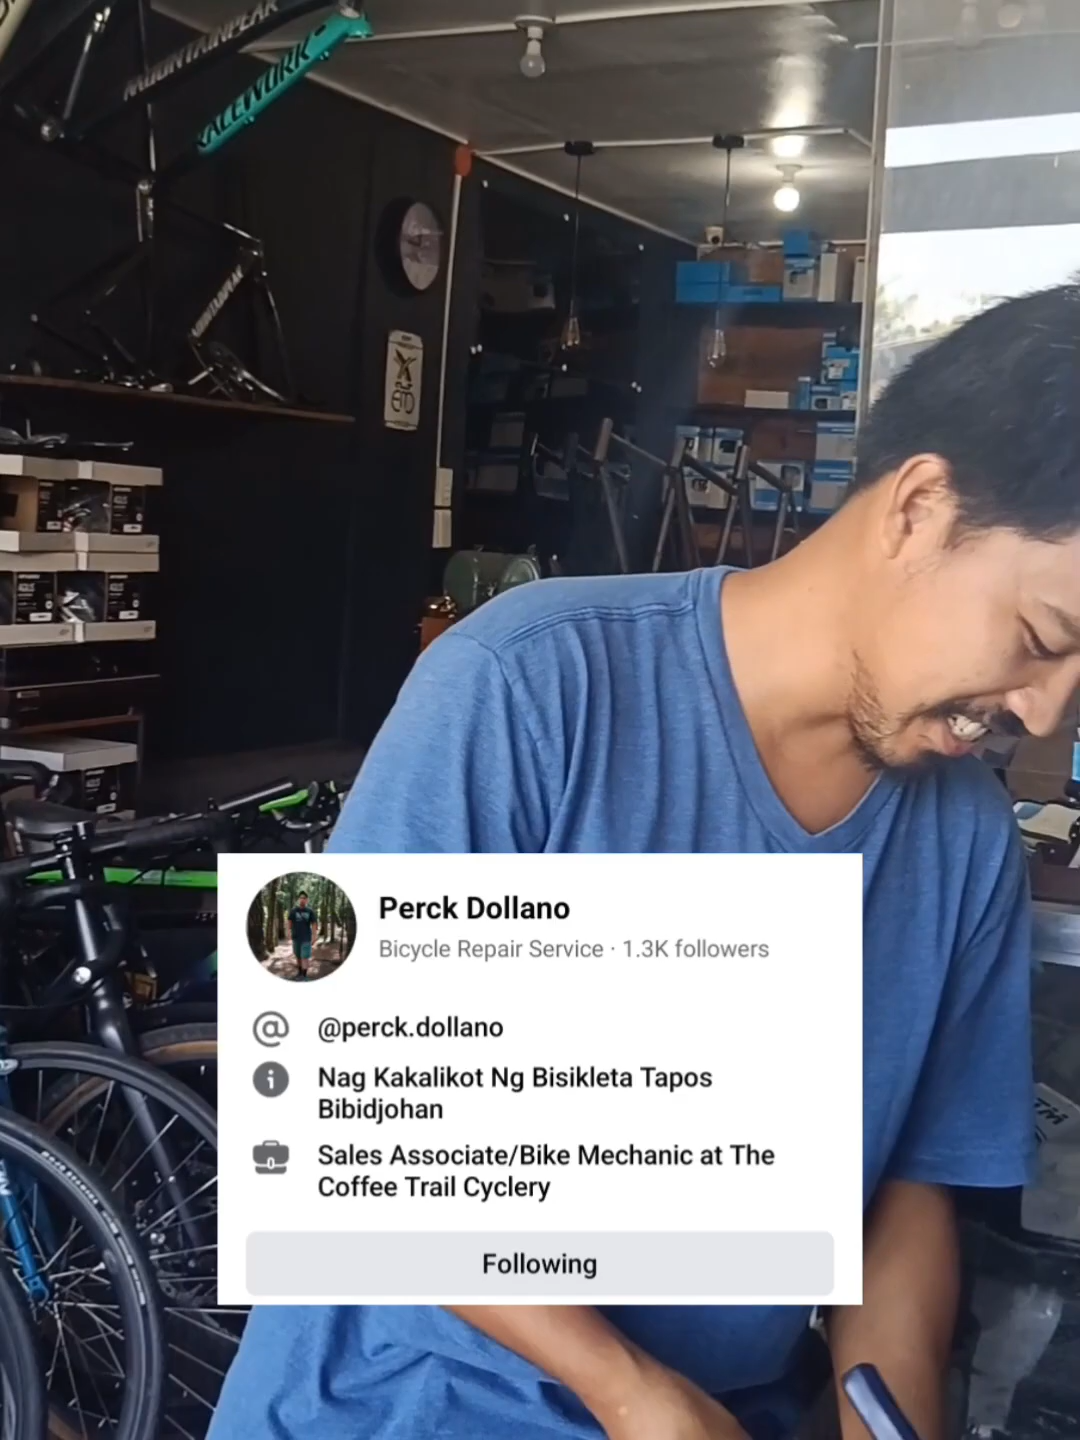 MOUNTAINPEAK
KALEWORK
MOUNTAINPEAK
Perck Dollano
Bicycle Repair Service · 1.3K followers
@perck.dollano
Nag Kakalikot Ng Bisikleta Tapos
Bibidjohan
Sales Associate/Bike Mechanic at The
Coffee Trail Cyclery
Following